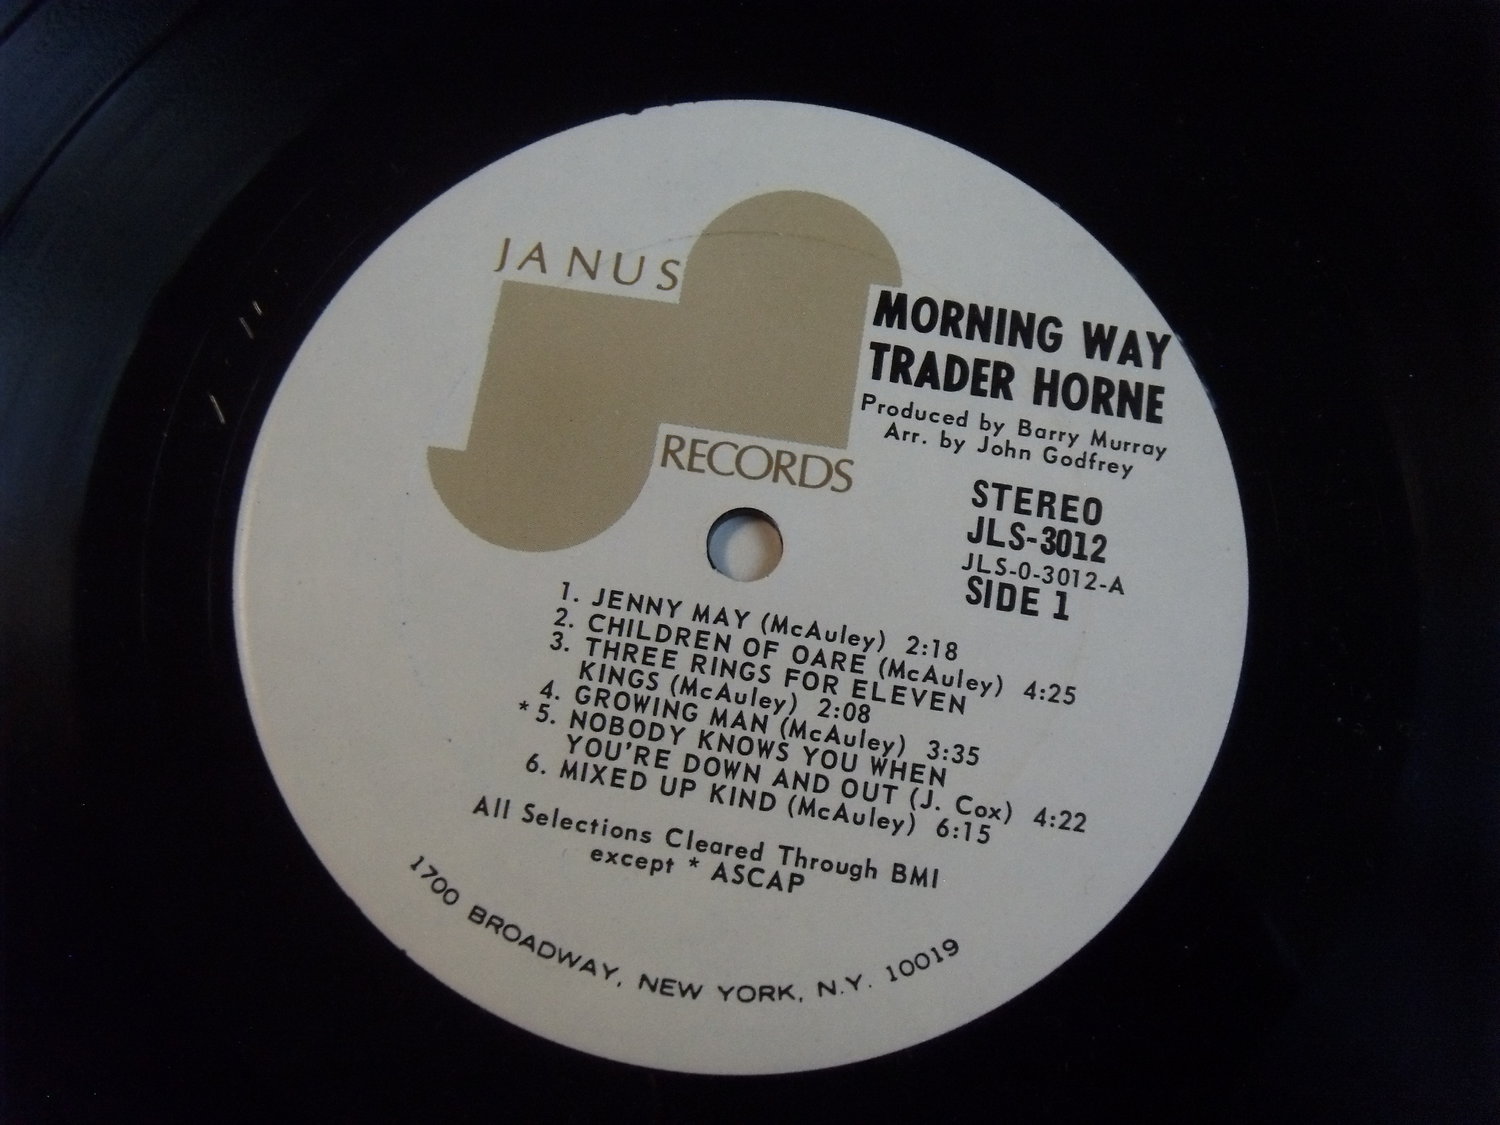 JANUS
RECORDS
MORNING WAY
TRADER HORNE
Produced by Barry Murray
Arr. by John Godfrey
STEREO
JLS-3012
JLS-0-3012-A
SIDE 1
1. JENNY MAY (McAuley) 2:18
2. CHILDREN OF OARE (McAuley) 4:25
3. THREE RINGS FOR ELEVEN
KINGS (McAuley) 2:08
4. GROWING MAN (McAuley) 3:35
* 5. NOBODY KNOWS YOU WHEN
YOU'RE DOWN AND OUT (J. Cox) 4:22
6. MIXED UP KIND (McAuley) 6:15
All Selections Cleared Through BMI
except * ASCAP
1700 BROADWAY, NEW YORK, N.Y. 10019